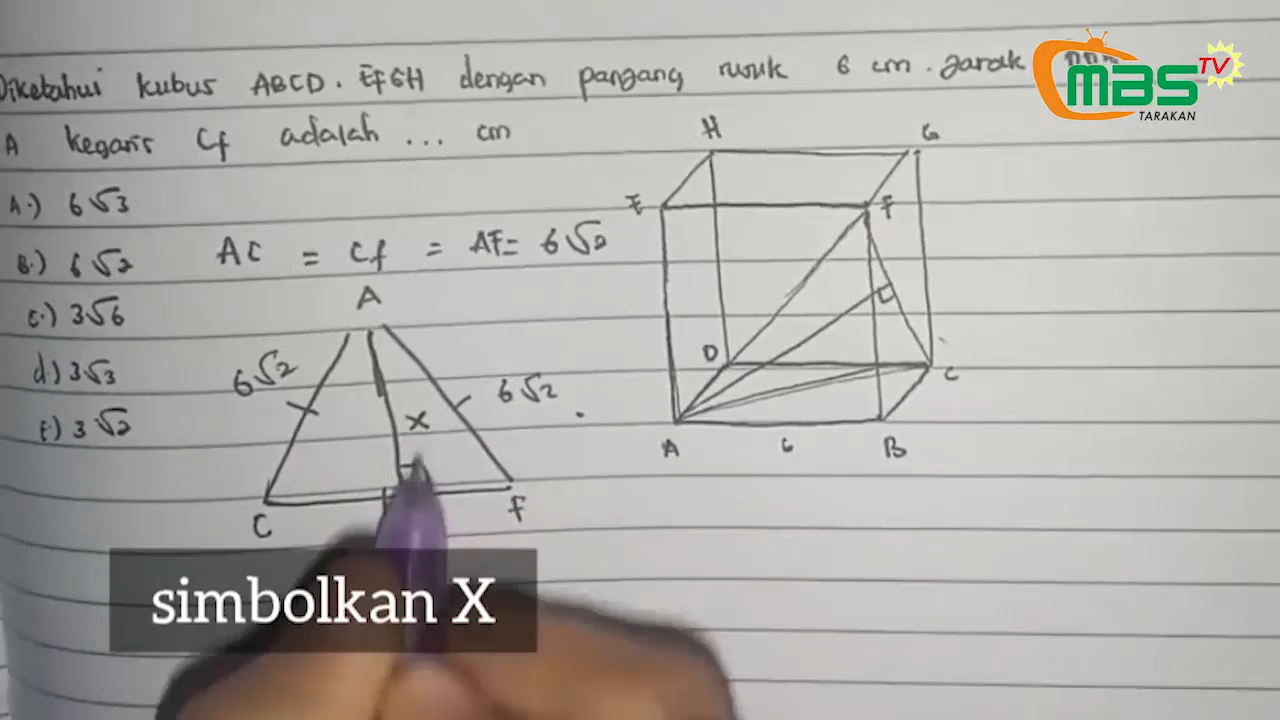 Diketahui kubus ABCD. EFGH dengan panjang rusuk 6 cm. Jarak
A kegaris CF adalah ... cm
A.) 6√3
B.) 6√2
C.) 3√6
d.) 3√3
E.) 3√2
AC = CF = AF = 6√2
A
6√2
6√2
X
C
F
H
G
E
F
D
C
A
6
B
simbolkan X
MBS TV
TARAKAN